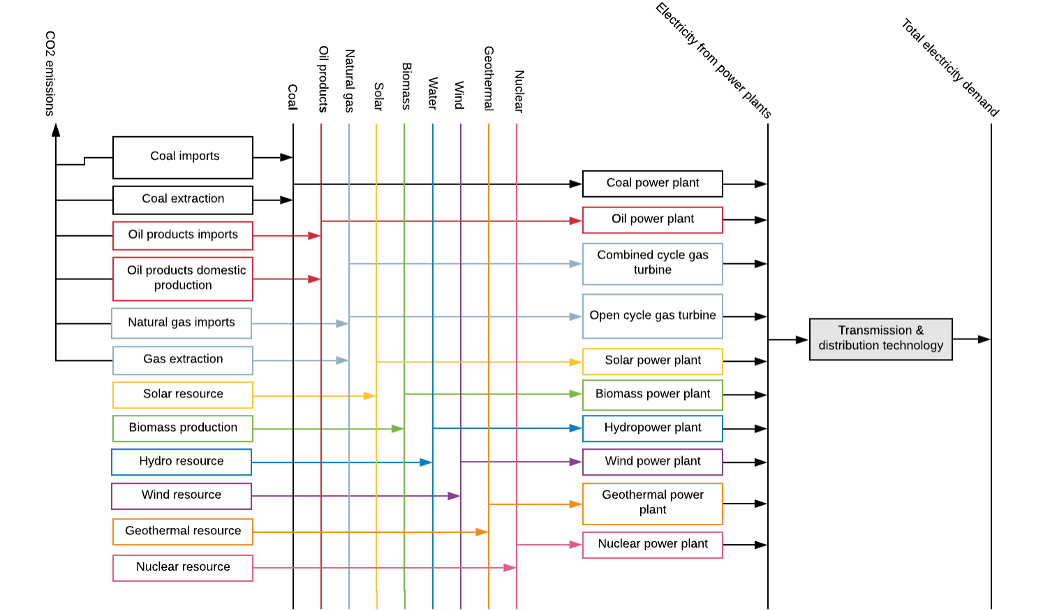 CO2 emissions
Coal
Oil products
Natural gas
Solar
Biomass
Water
Wind
Geothermal
Nuclear
Electricity from power plants
Total electricity demand
Coal imports
Coal extraction
Oil products imports
Oil products domestic
production
Natural gas imports
Gas extraction
Solar resource
Biomass production
Hydro resource
Wind resource
Geothermal resource
Nuclear resource
Coal power plant
Oil power plant
Combined cycle gas
turbine
Open cycle gas turbine
Solar power plant
Biomass power plant
Hydropower plant
Wind power plant
Geothermal power
plant
Nuclear power plant
Transmission &
distribution technology